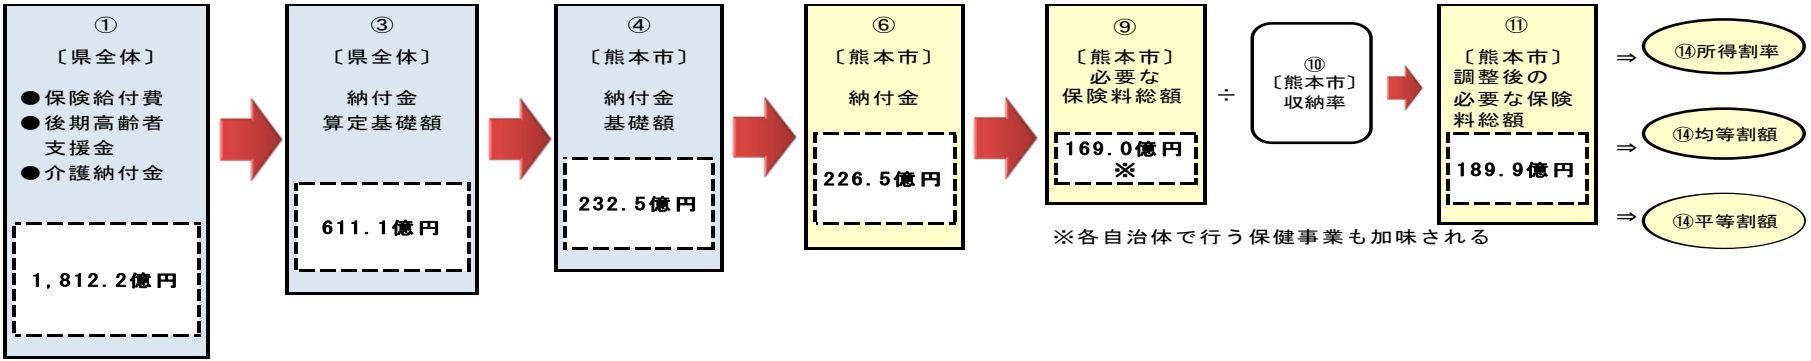 ①
〔県全体〕
●保険給付費
●後期高齢者
支援金
●介護納付金
1,812.2億円
③
〔県全体〕
納付金
算定基礎額
611.1億円
④
〔熊本市〕
納付金
基礎額
232.5億円
⑥
〔熊本市〕
納付金
226.5億円
⑨
〔熊本市〕
必要な
保険料総額
169.0億円
※
÷
⑩
〔熊本市〕
収納率
⑪
〔熊本市〕
調整後の
必要な保険
料総額
189.9億円
⇒
⑭所得割率
⇒
⑭均等割額
⇒
⑭平等割額
※各自治体で行う保健事業も加味される